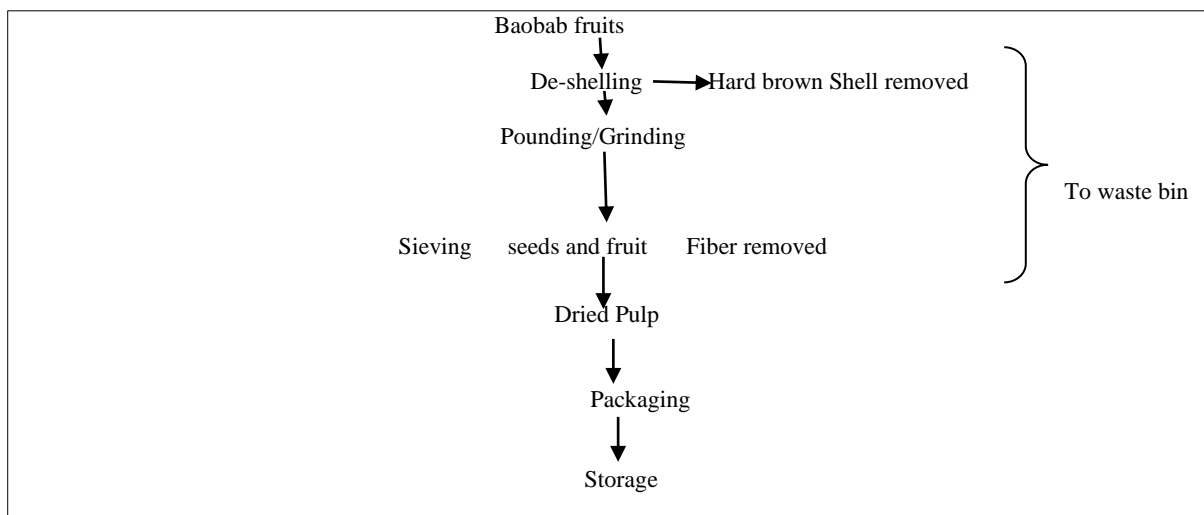 Baobab fruits
De-shelling
Hard brown Shell removed
Pounding/Grinding
To waste bin
Sieving seeds and fruit Fiber removed
Dried Pulp
Packaging
Storage